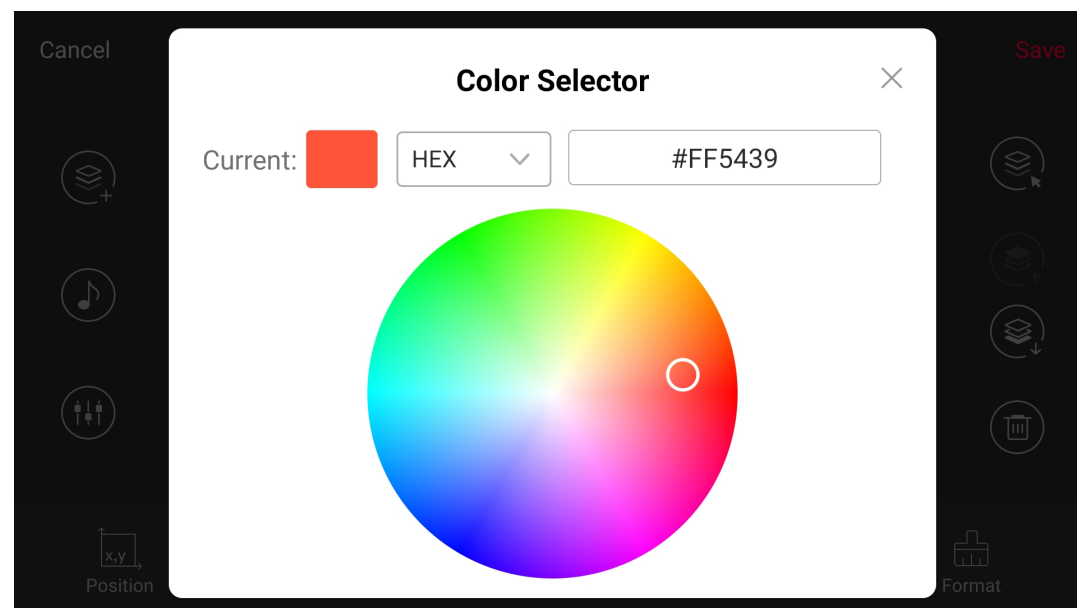 Cancel
Color Selector
Save
Current:
HEX
#FF5439
x,y
Position
Format